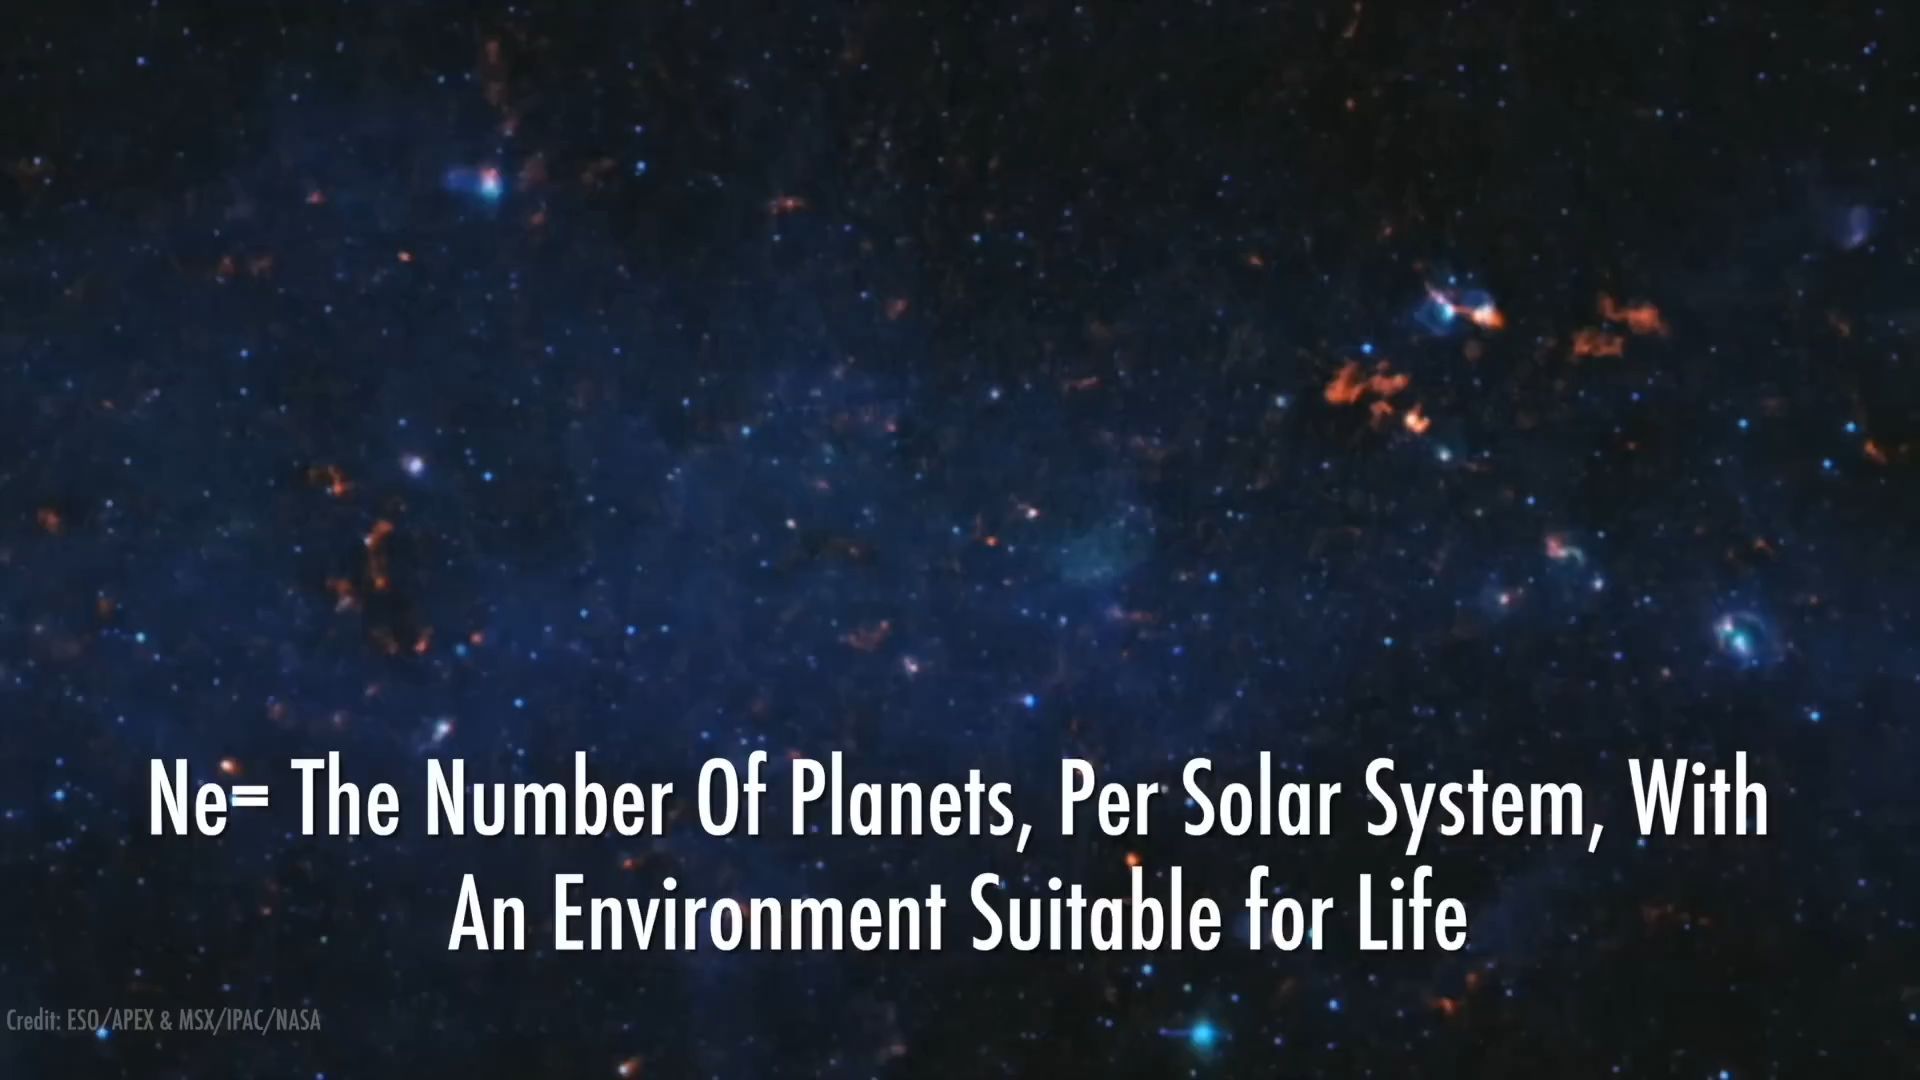 Ne= The Number Of Planets, Per Solar System, With
An Environment Suitable for Life
Credit: ESO/APEX & MSX/IPAC/NASA